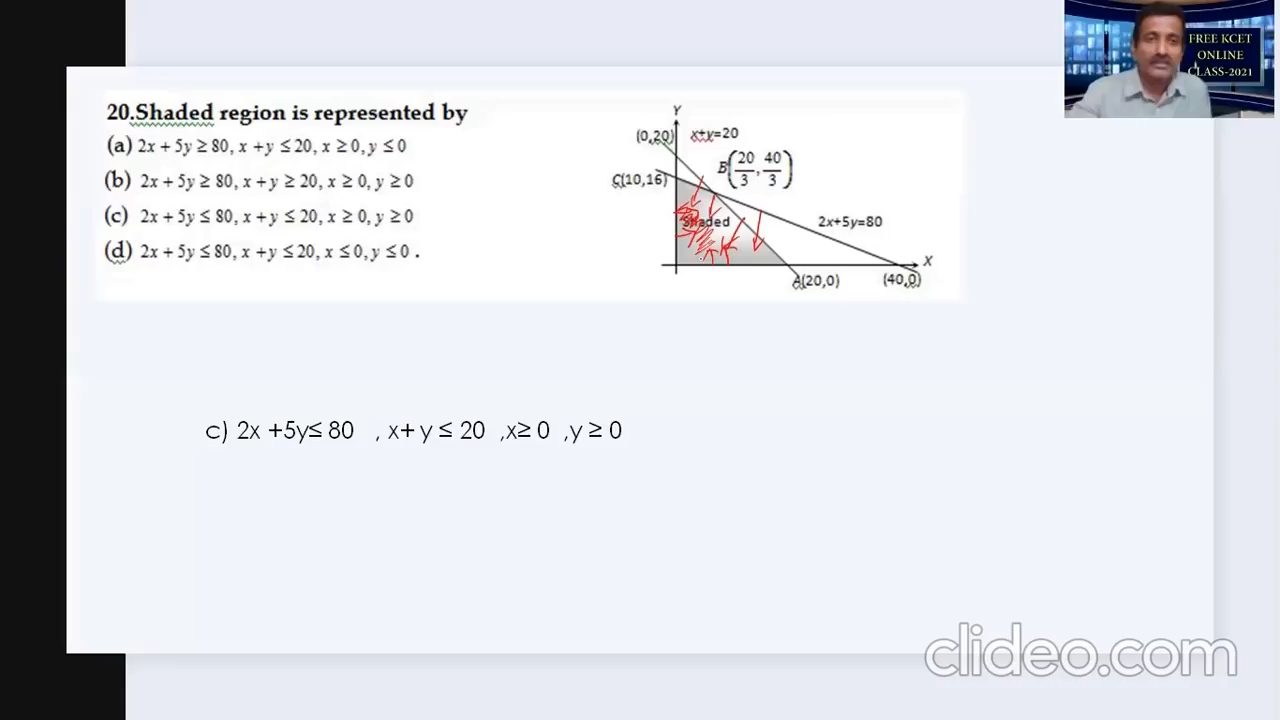 FREE KCET
ONLINE
CLASS-2021
20.Shaded region is represented by
(a) 2x + 5y ≥ 80, x + y ≤ 20, x ≥ 0, y ≤ 0
(b) 2x + 5y ≥ 80, x + y ≥ 20, x ≥ 0, y ≥ 0
(c) 2x + 5y ≤ 80, x + y ≤ 20, x ≥ 0, y ≥ 0
(d) 2x + 5y ≤ 80, x + y ≤ 20, x ≤ 0, y ≤ 0 .
Y
(0,20) x+y=20
B(20/3, 40/3)
C(10,16)
Shaded 2x+5y=80
X
A(20,0) (40,0)
c) 2x +5y≤ 80 , x+ y ≤ 20 ,x≥ 0 ,y ≥ 0
clideo.com